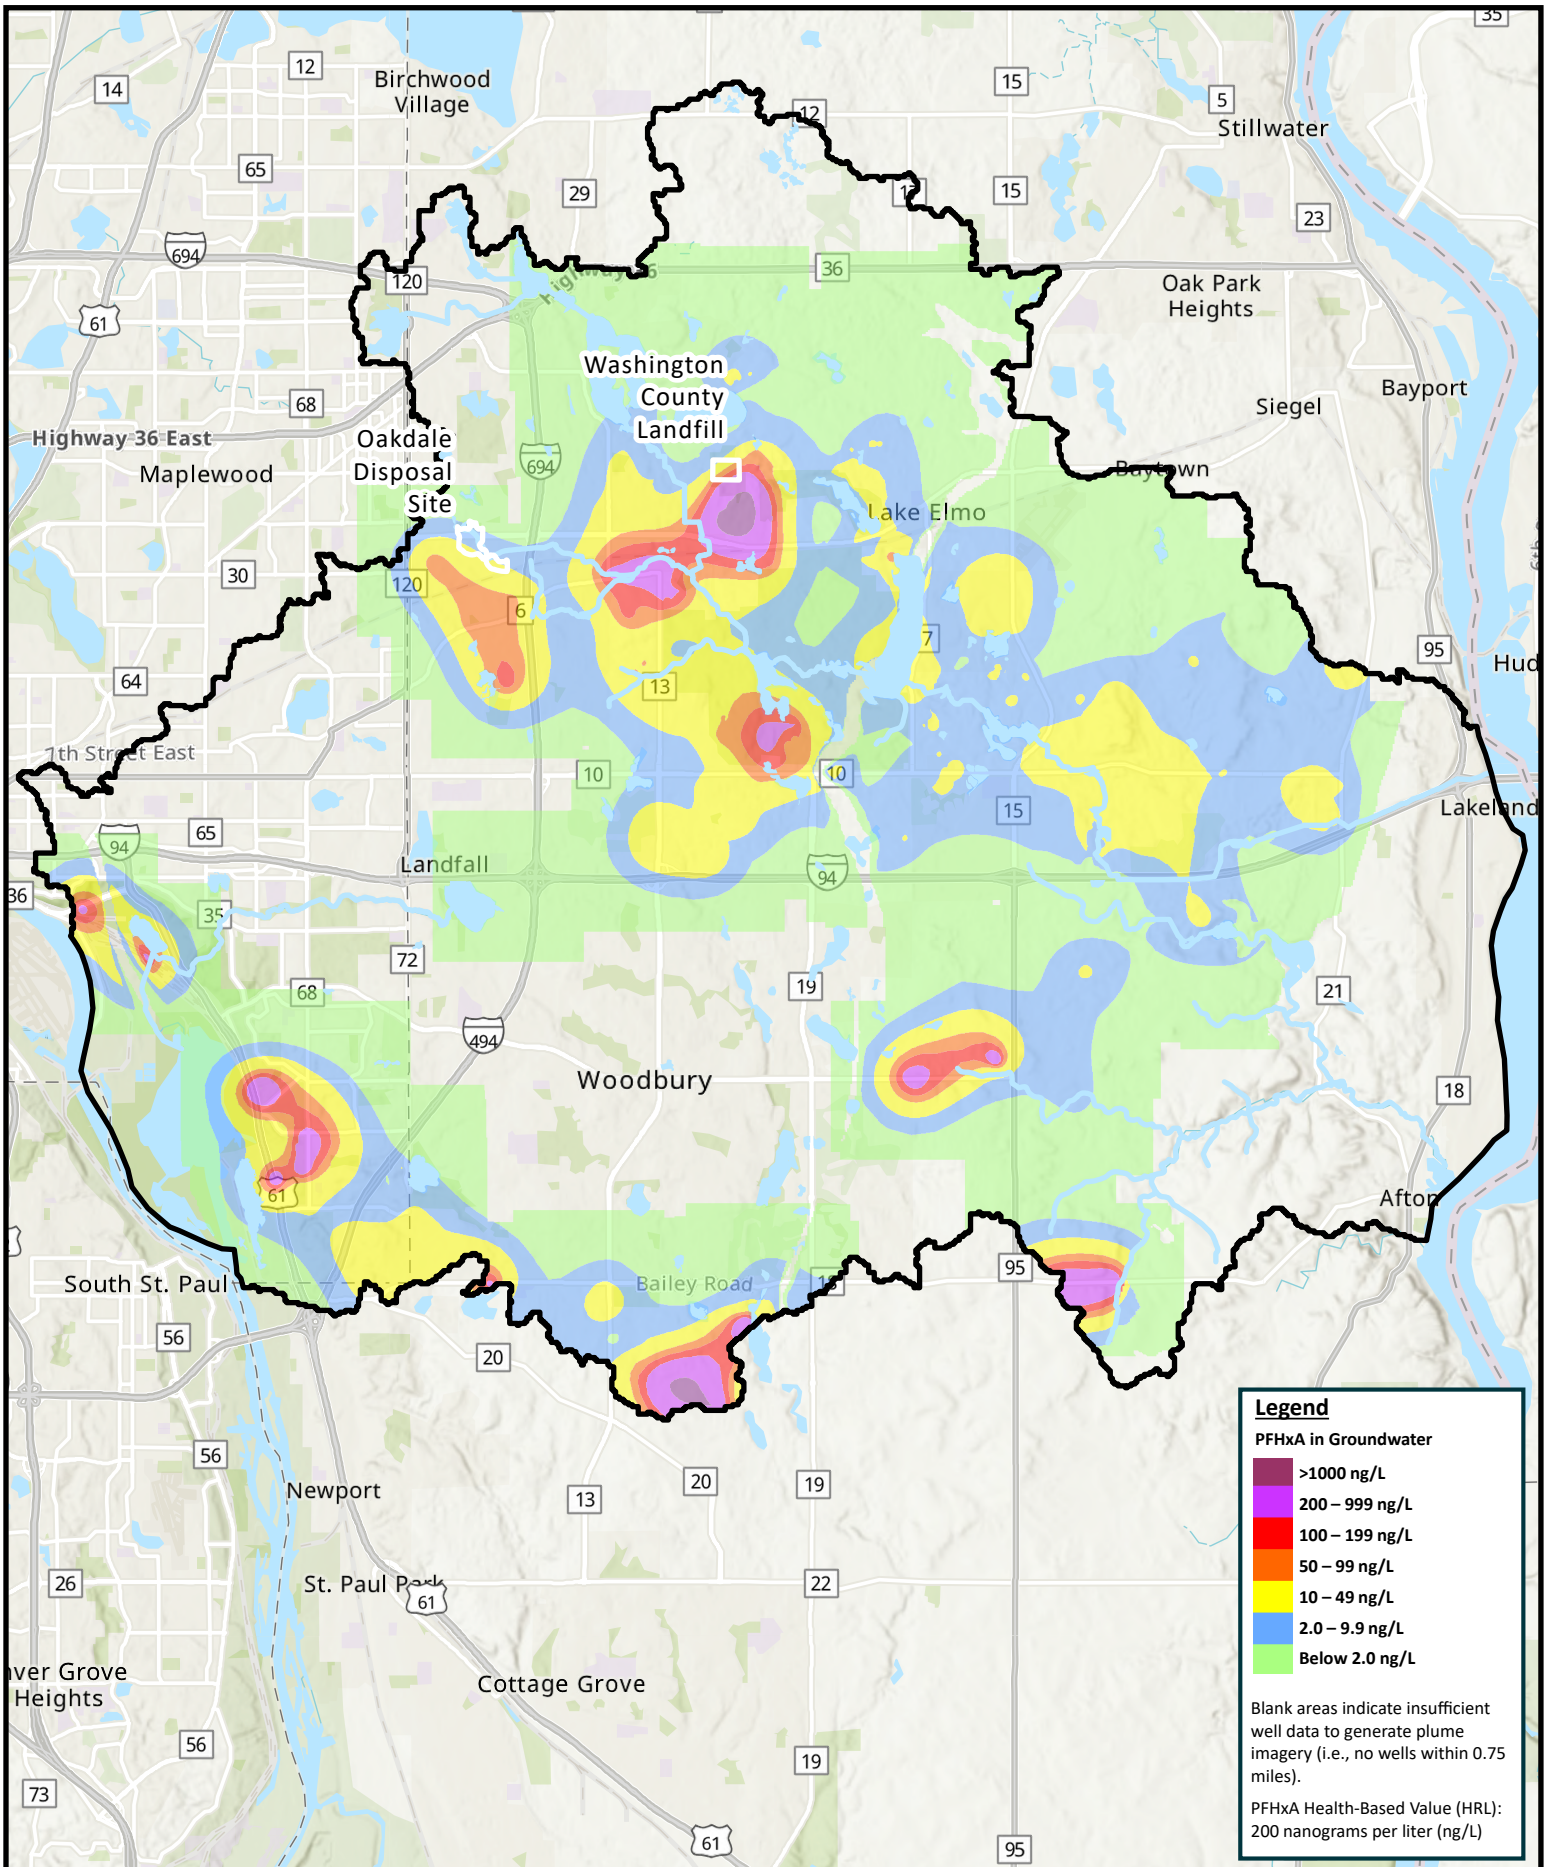 35
12
Birchwood
Village
14
15
5
12
Stillwater
65
29
17
15
23
694
120
Highway 36
36
Oak Park
Heights
61
Washington
County
Landfill
68
Bayport
Siegel
Highway 36 East
Oakdale
Disposal
Site
694
Maplewood
Baytown
Lake Elmo
30
120
6
7
95
Hud
64
13
7th Street East
10
10
15
Lakeland
65
94
Landfall
94
36
35
72
68
19
21
494
Woodbury
18
61
Afton
95
South St. Paul
Bailey Road
18
56
20
Legend
PFHxA in Groundwater
>1000 ng/L
200 – 999 ng/L
100 – 199 ng/L
50 – 99 ng/L
10 – 49 ng/L
2.0 – 9.9 ng/L
Below 2.0 ng/L
Blank areas indicate insufficient
well data to generate plume
imagery (i.e., no wells within 0.75
miles).
PFHxA Health-Based Value (HRL):
200 nanograms per liter (ng/L)
56
Newport
13
20
19
26
St. Paul Park
61
22
ver Grove
Heights
Cottage Grove
56
19
73
61
95